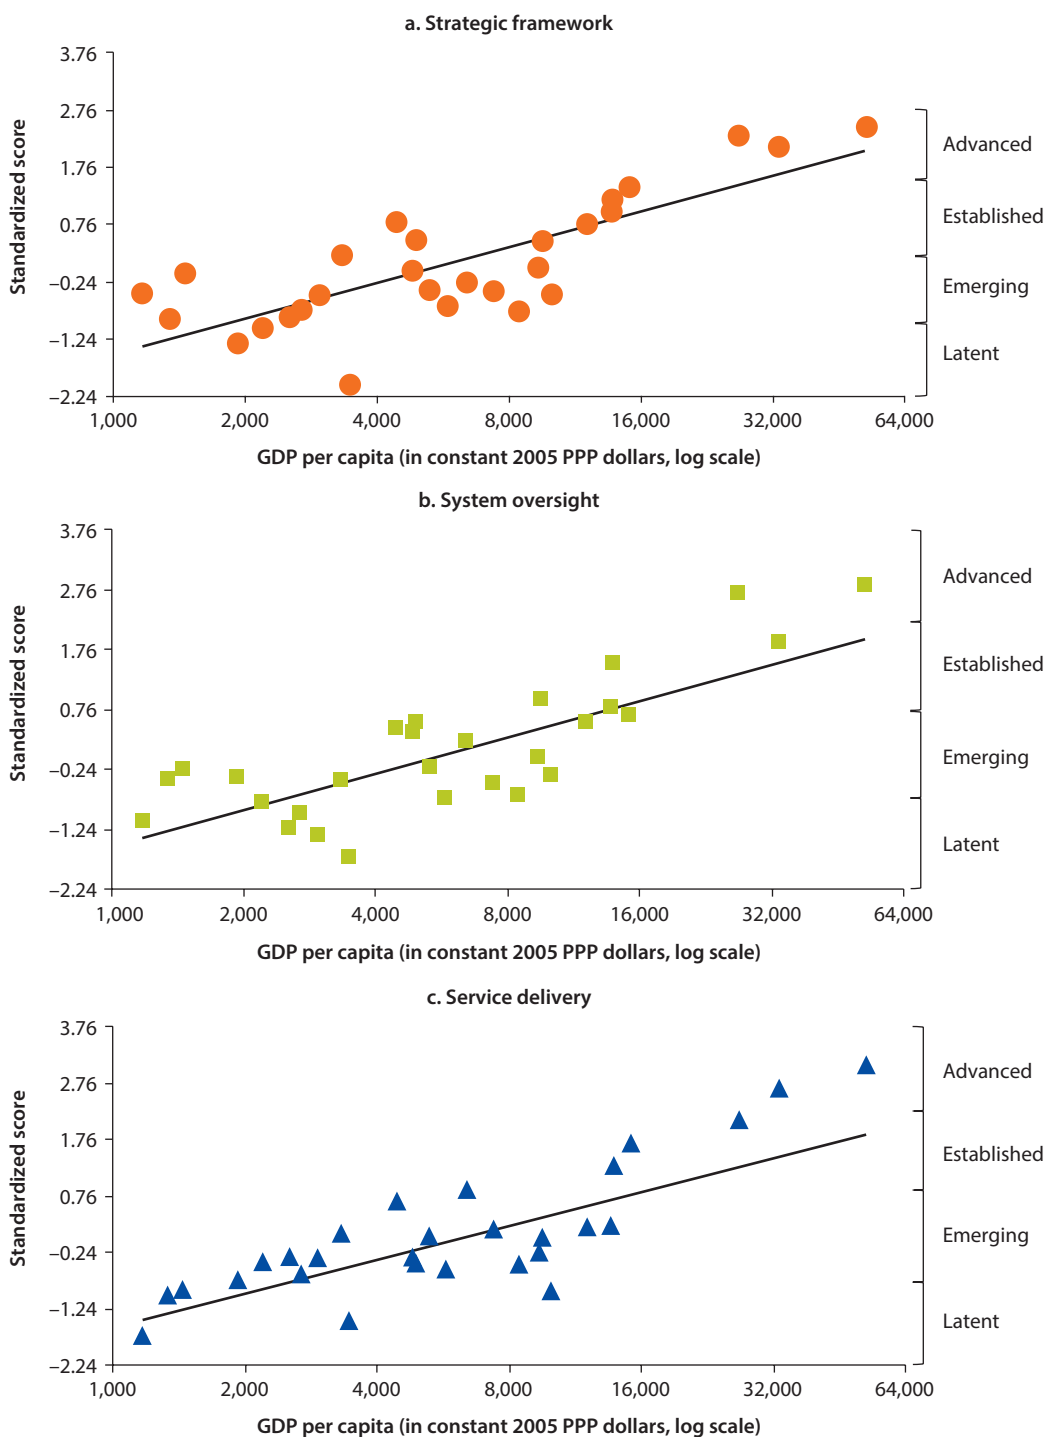 a. Strategic framework
Standardized score
3.76
2.76
1.76
0.76
–0.24
–1.24
–2.24
Advanced
Established
Emerging
Latent
1,000 2,000 4,000 8,000 16,000 32,000 64,000
GDP per capita (in constant 2005 PPP dollars, log scale)
b. System oversight
Standardized score
3.76
2.76
1.76
0.76
–0.24
–1.24
–2.24
Advanced
Established
Emerging
Latent
1,000 2,000 4,000 8,000 16,000 32,000 64,000
GDP per capita (in constant 2005 PPP dollars, log scale)
c. Service delivery
Standardized score
3.76
2.76
1.76
0.76
–0.24
–1.24
–2.24
Advanced
Established
Emerging
Latent
1,000 2,000 4,000 8,000 16,000 32,000 64,000
GDP per capita (in constant 2005 PPP dollars, log scale)